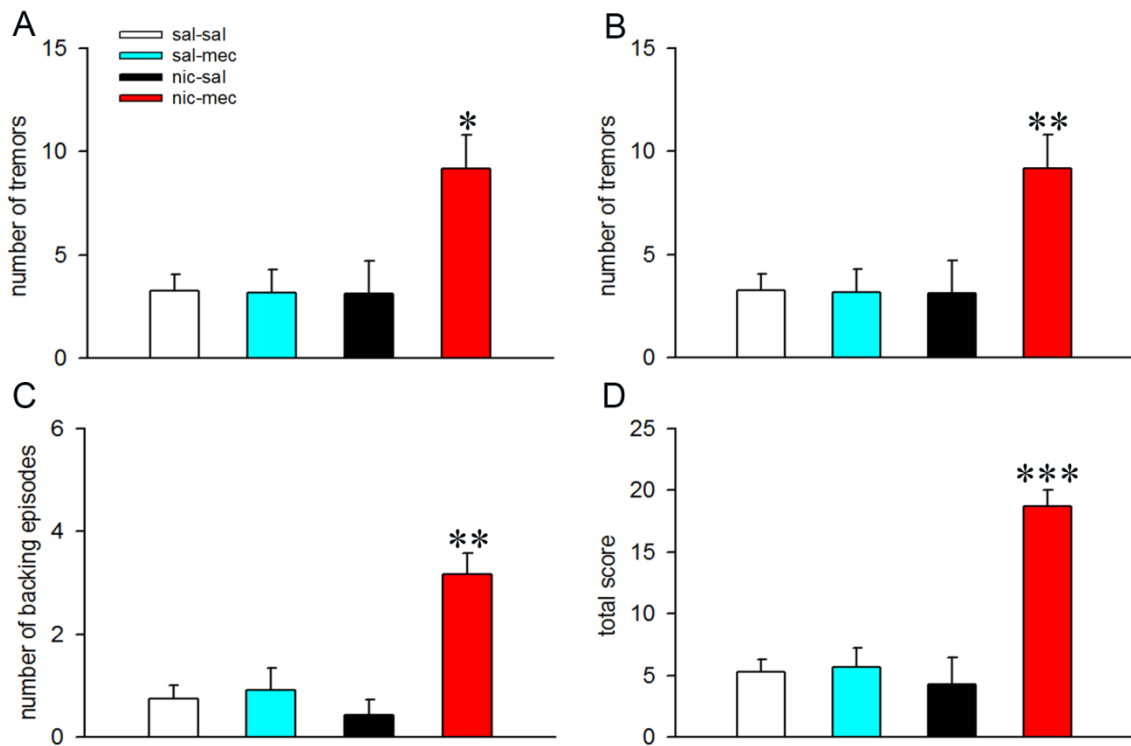 A
sal-sal
sal-mec
nic-sal
nic-mec
15
10
5
0
number of tremors
*
B
15
10
5
0
number of tremors
**
C
6
4
2
0
number of backing episodes
**
D
25
20
15
10
5
0
total score
***